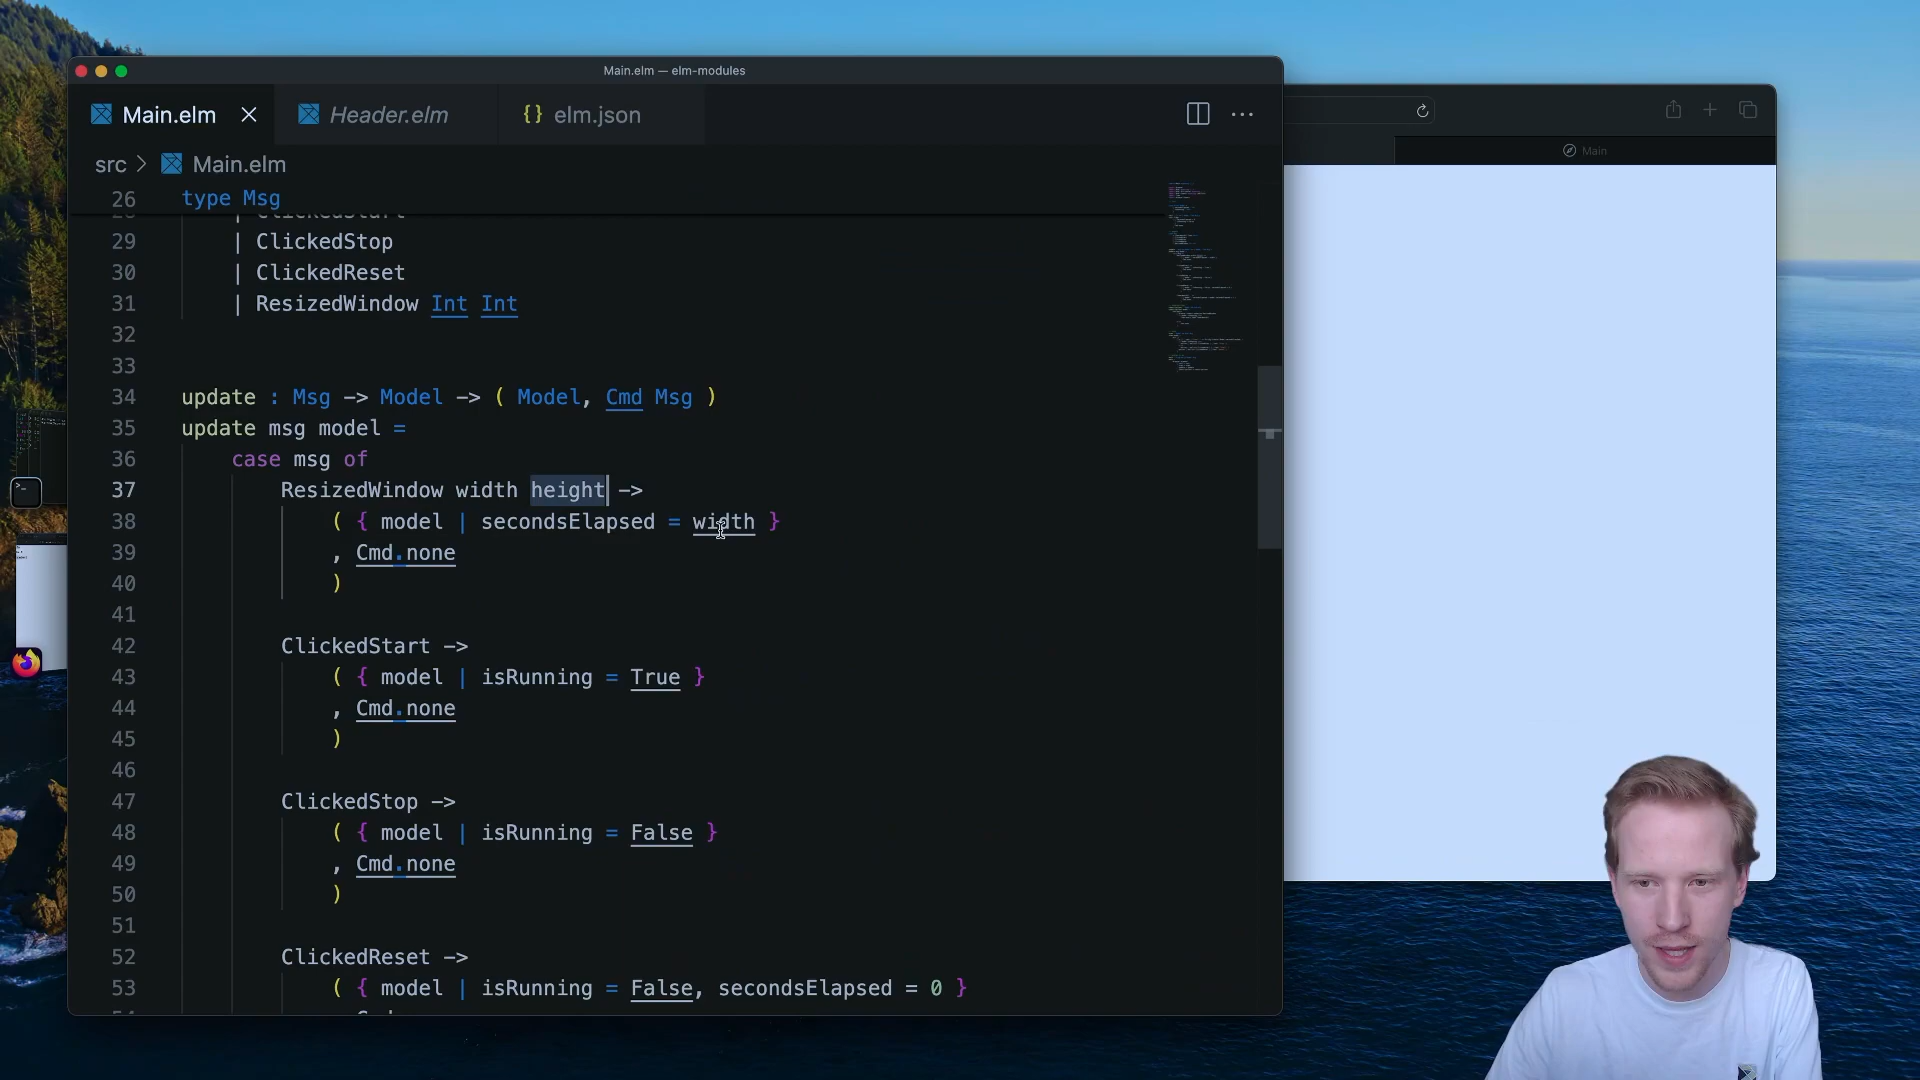 Main.elm — elm-modules
Main.elm
Header.elm
{} elm.json
Main
src > Main.elm
26 type Msg
| ClickedStart
29 | ClickedStop
30 | ClickedReset
31 | ResizedWindow Int Int
32
33
34 update : Msg -> Model -> ( Model, Cmd Msg )
35 update msg model =
36 case msg of
37 ResizedWindow width height ->
38 ( { model | secondsElapsed = width }
39 , Cmd.none
40 )
41
42 ClickedStart ->
43 ( { model | isRunning = True }
44 , Cmd.none
45 )
46
47 ClickedStop ->
48 ( { model | isRunning = False }
49 , Cmd.none
50 )
51
52 ClickedReset ->
53 ( { model | isRunning = False, secondsElapsed = 0 }